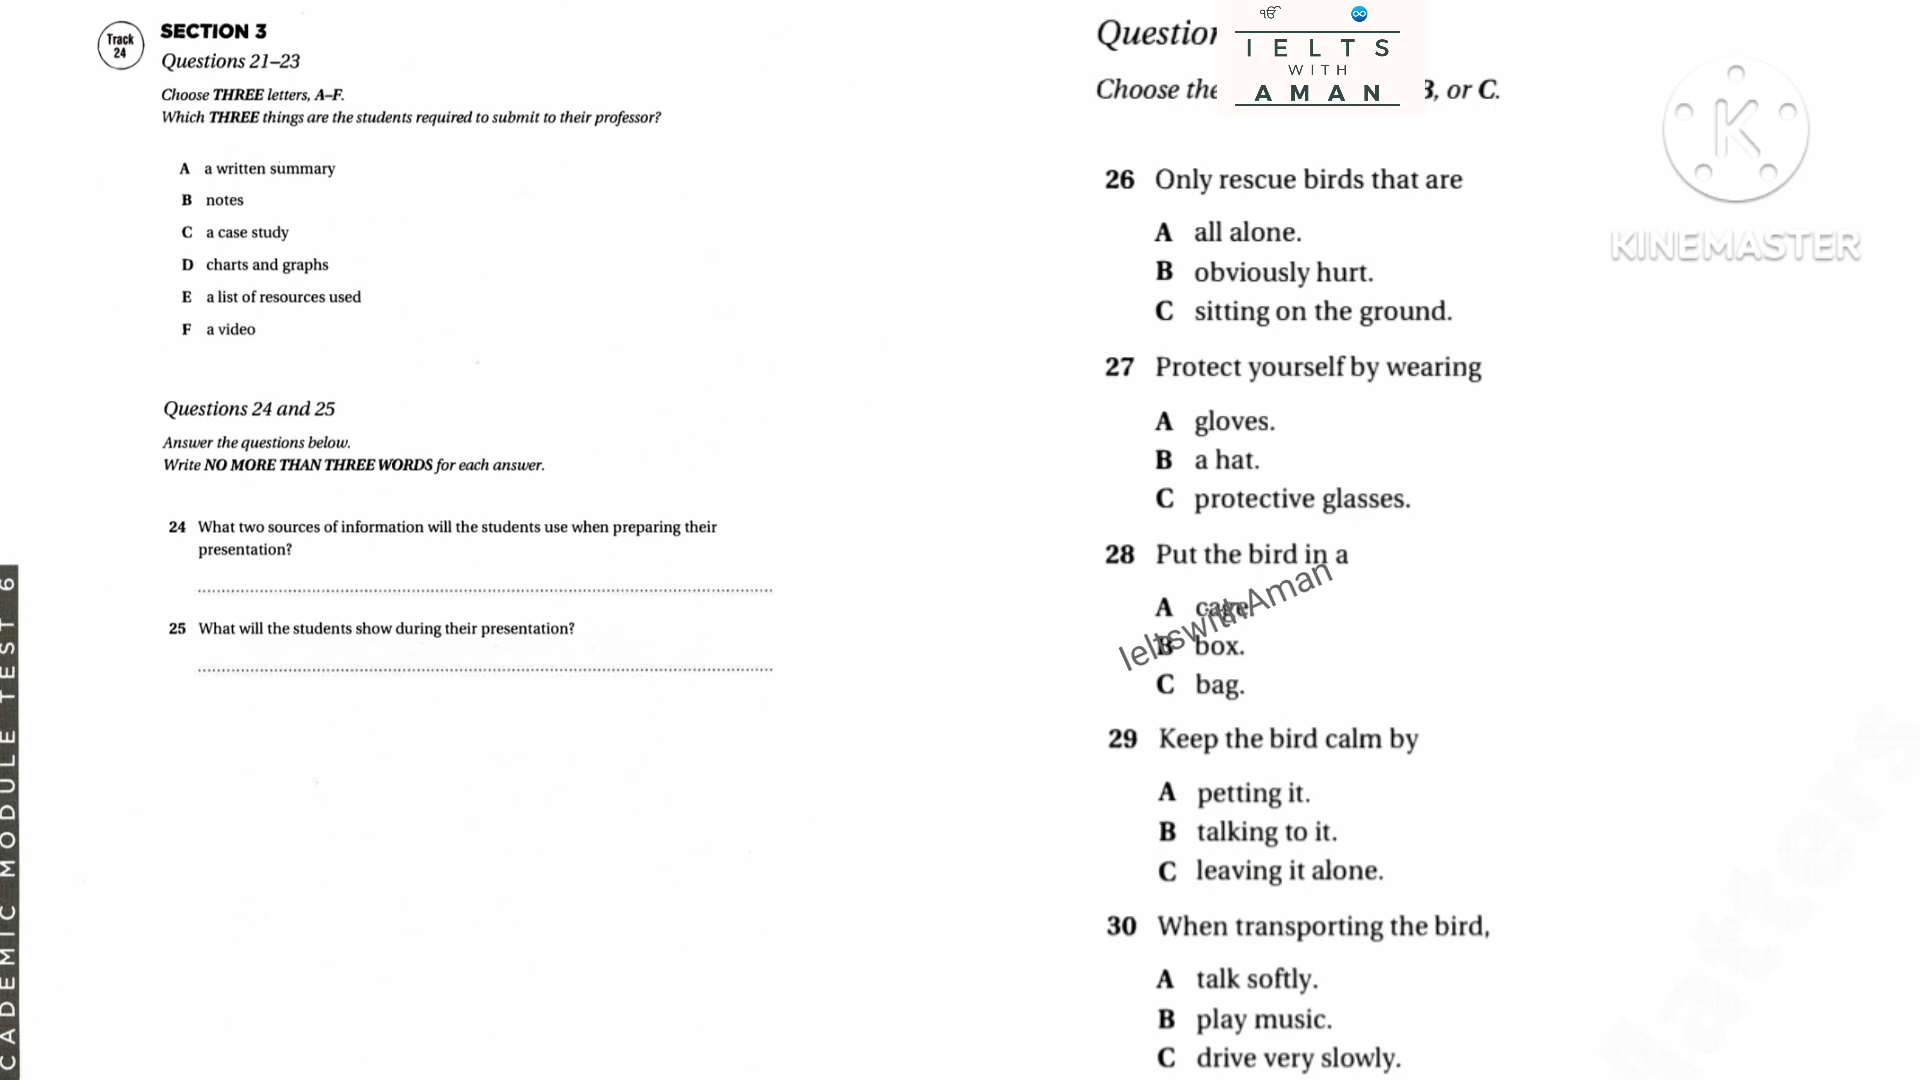 Track
24
SECTION 3
Questions 21–23
Choose THREE letters, A–F.
Which THREE things are the students required to submit to their professor?
A a written summary
B notes
C a case study
D charts and graphs
E a list of resources used
F a video
Questions 24 and 25
Answer the questions below.
Write NO MORE THAN THREE WORDS for each answer.
24 What two sources of information will the students use when preparing their
presentation?
25 What will the students show during their presentation?
CADEMIC MODULE TEST 6
ੴ
IELTS
WITH
AMAN
Choose the
B, or C.
26 Only rescue birds that are
A all alone.
B obviously hurt.
C sitting on the ground.
27 Protect yourself by wearing
A gloves.
B a hat.
C protective glasses.
28 Put the bird in a
A cage.
B box.
C bag.
IeltswithAman
29 Keep the bird calm by
A petting it.
B talking to it.
C leaving it alone.
30 When transporting the bird,
A talk softly.
B play music.
C drive very slowly.
K
KINEMASTER